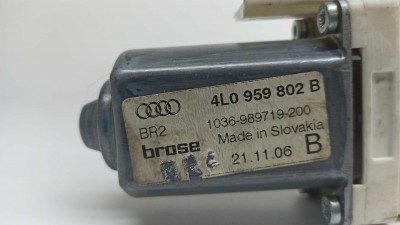 4L0 959 802 B
BR2 1036-989719-200
brose Made in Slovakia
21.11.06 B